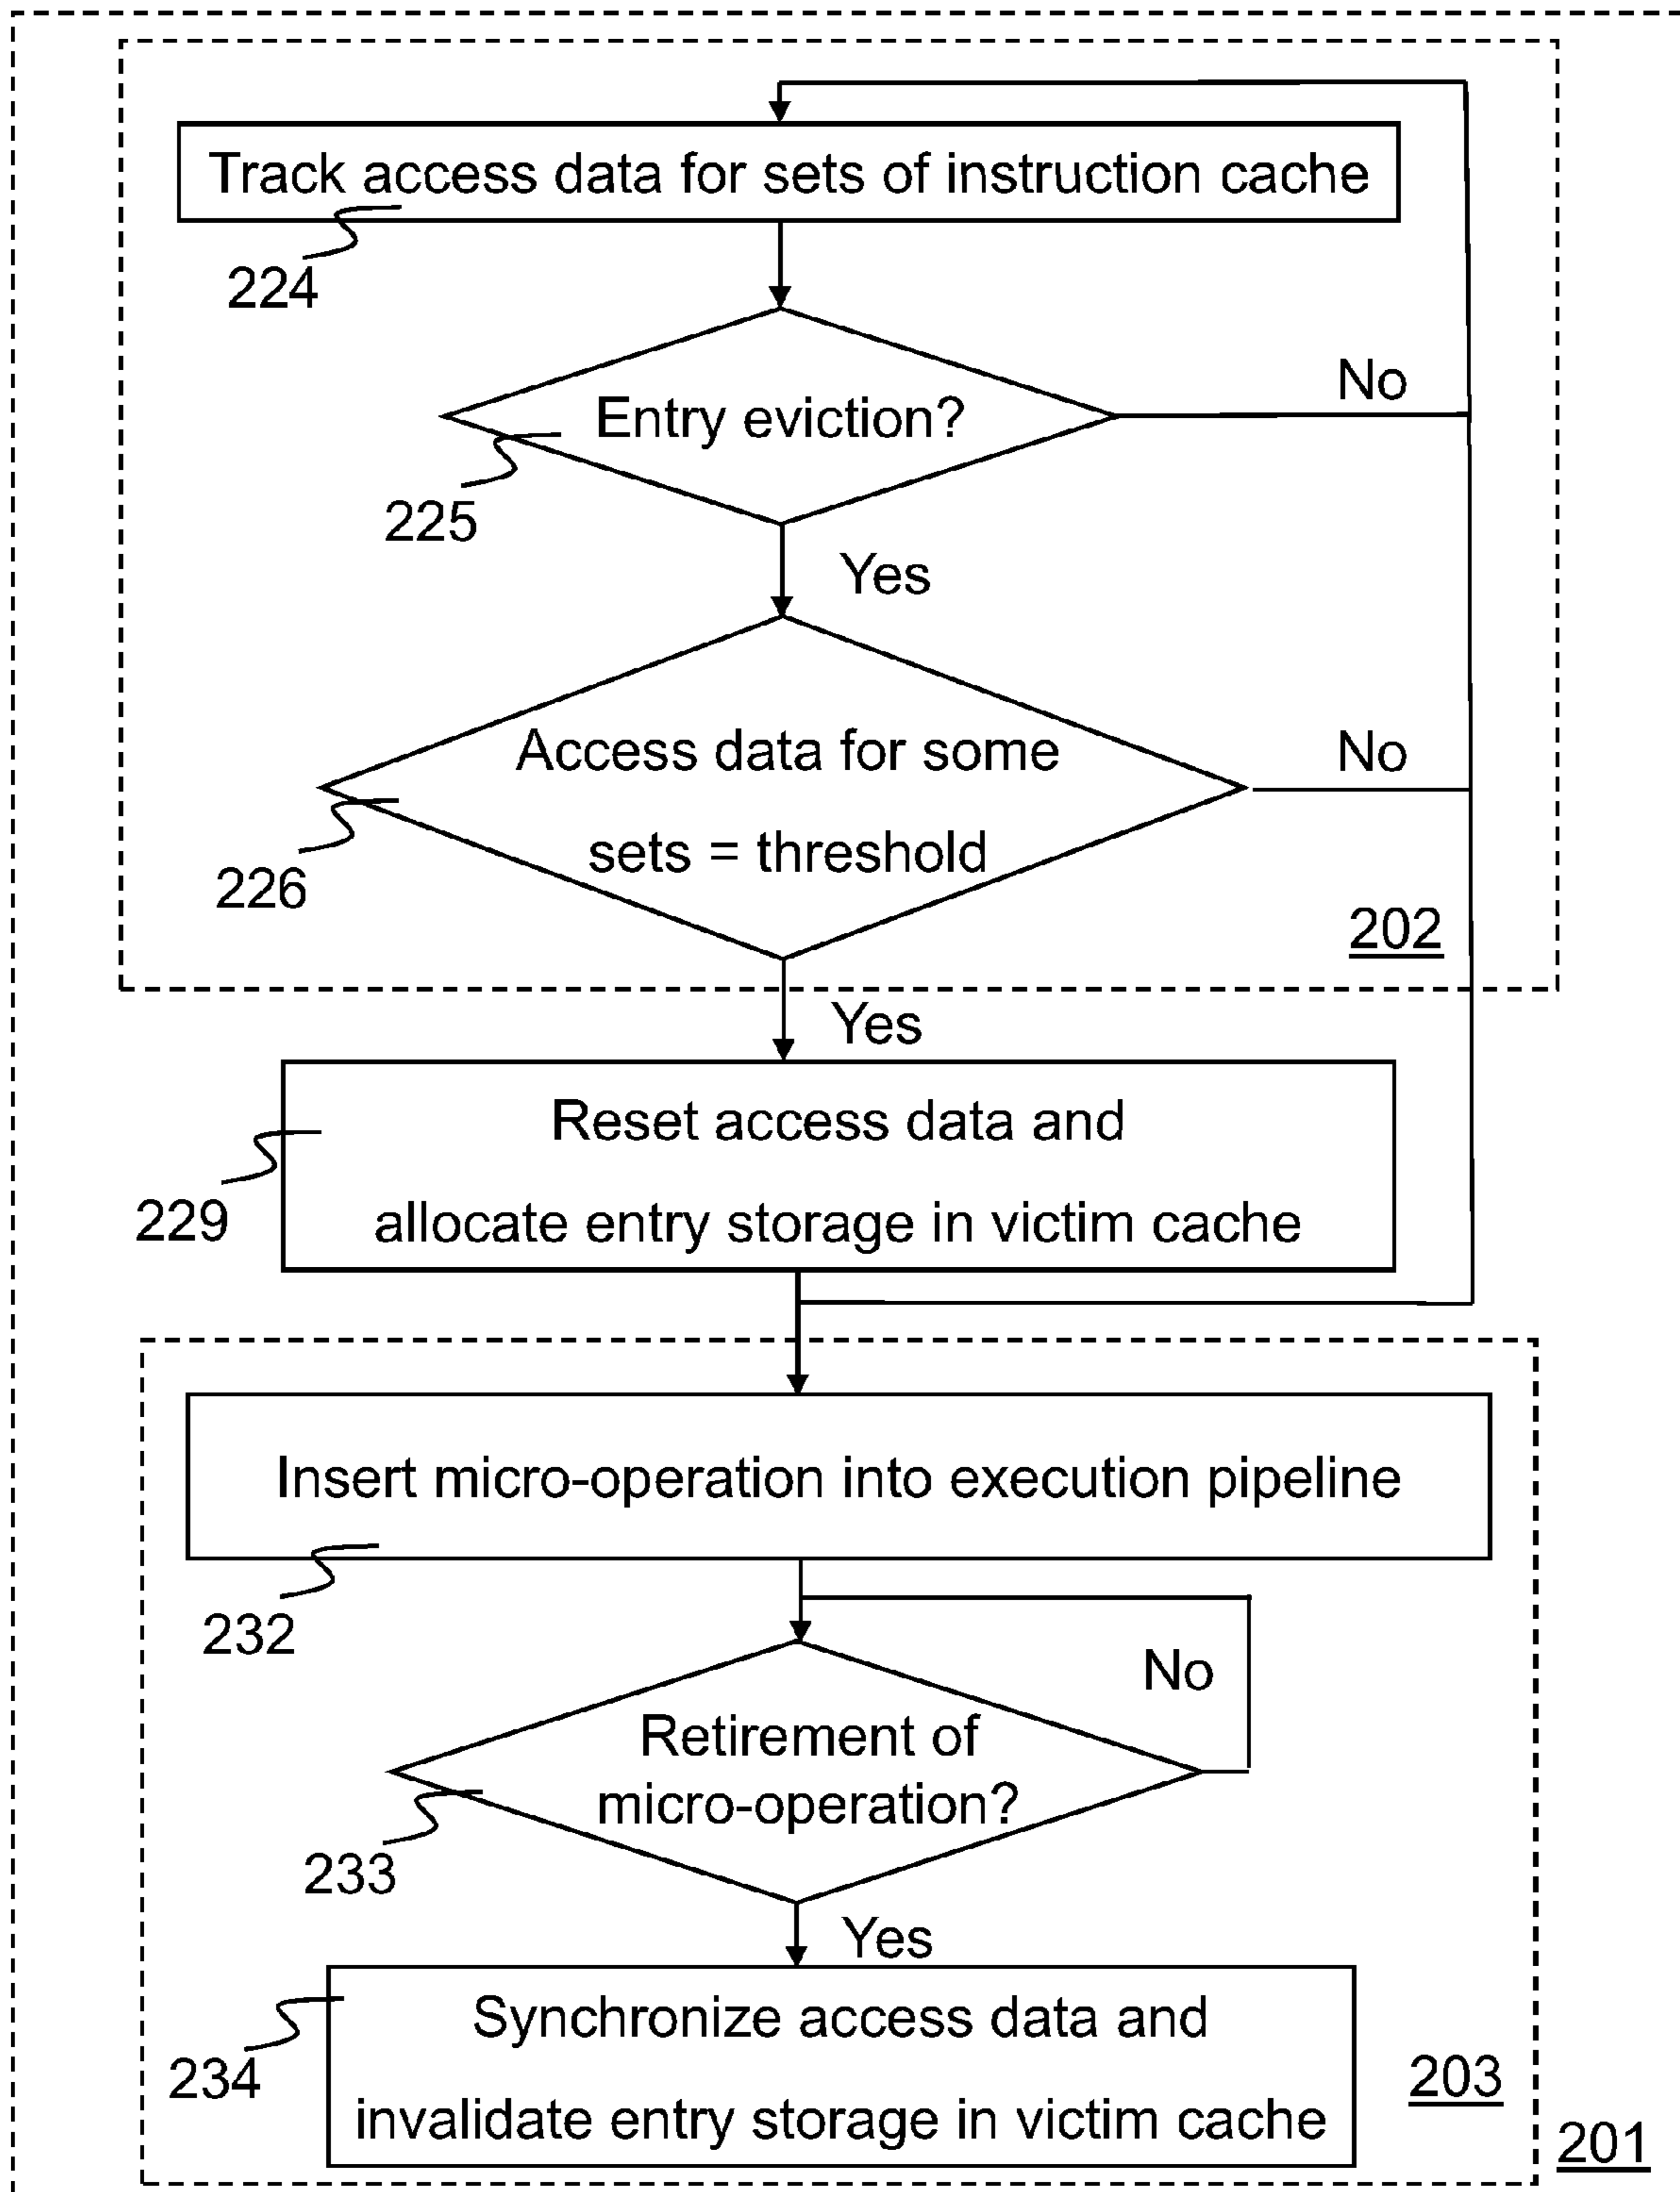 Track access data for sets of instruction cache
224
No
Entry eviction?
225
Yes
Access data for some
No
sets = threshold
226
202
Yes
Reset access data and
229
allocate entry storage in victim cache
Insert micro-operation into execution pipeline
232
No
Retirement of
micro-operation?
233
Yes
Synchronize access data and
234
203
invalidate entry storage in victim cache
201